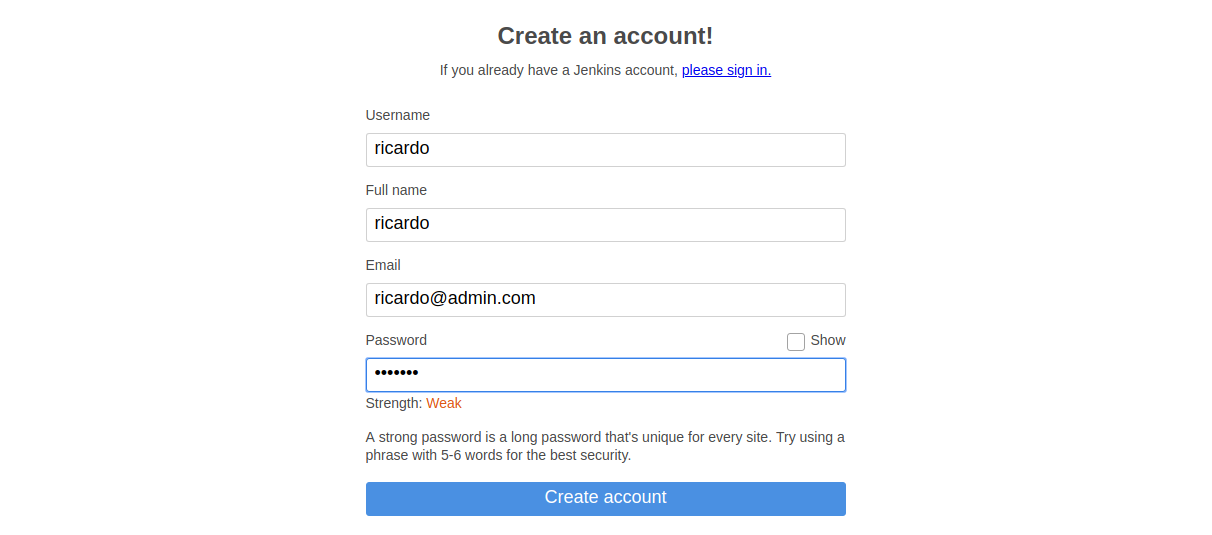 Create an account!
If you already have a Jenkins account, please sign in.
Username
ricardo
Full name
ricardo
Email
ricardo@admin.com
Password
Show
•••••••
Strength: Weak
A strong password is a long password that's unique for every site. Try using a
phrase with 5-6 words for the best security.
Create account